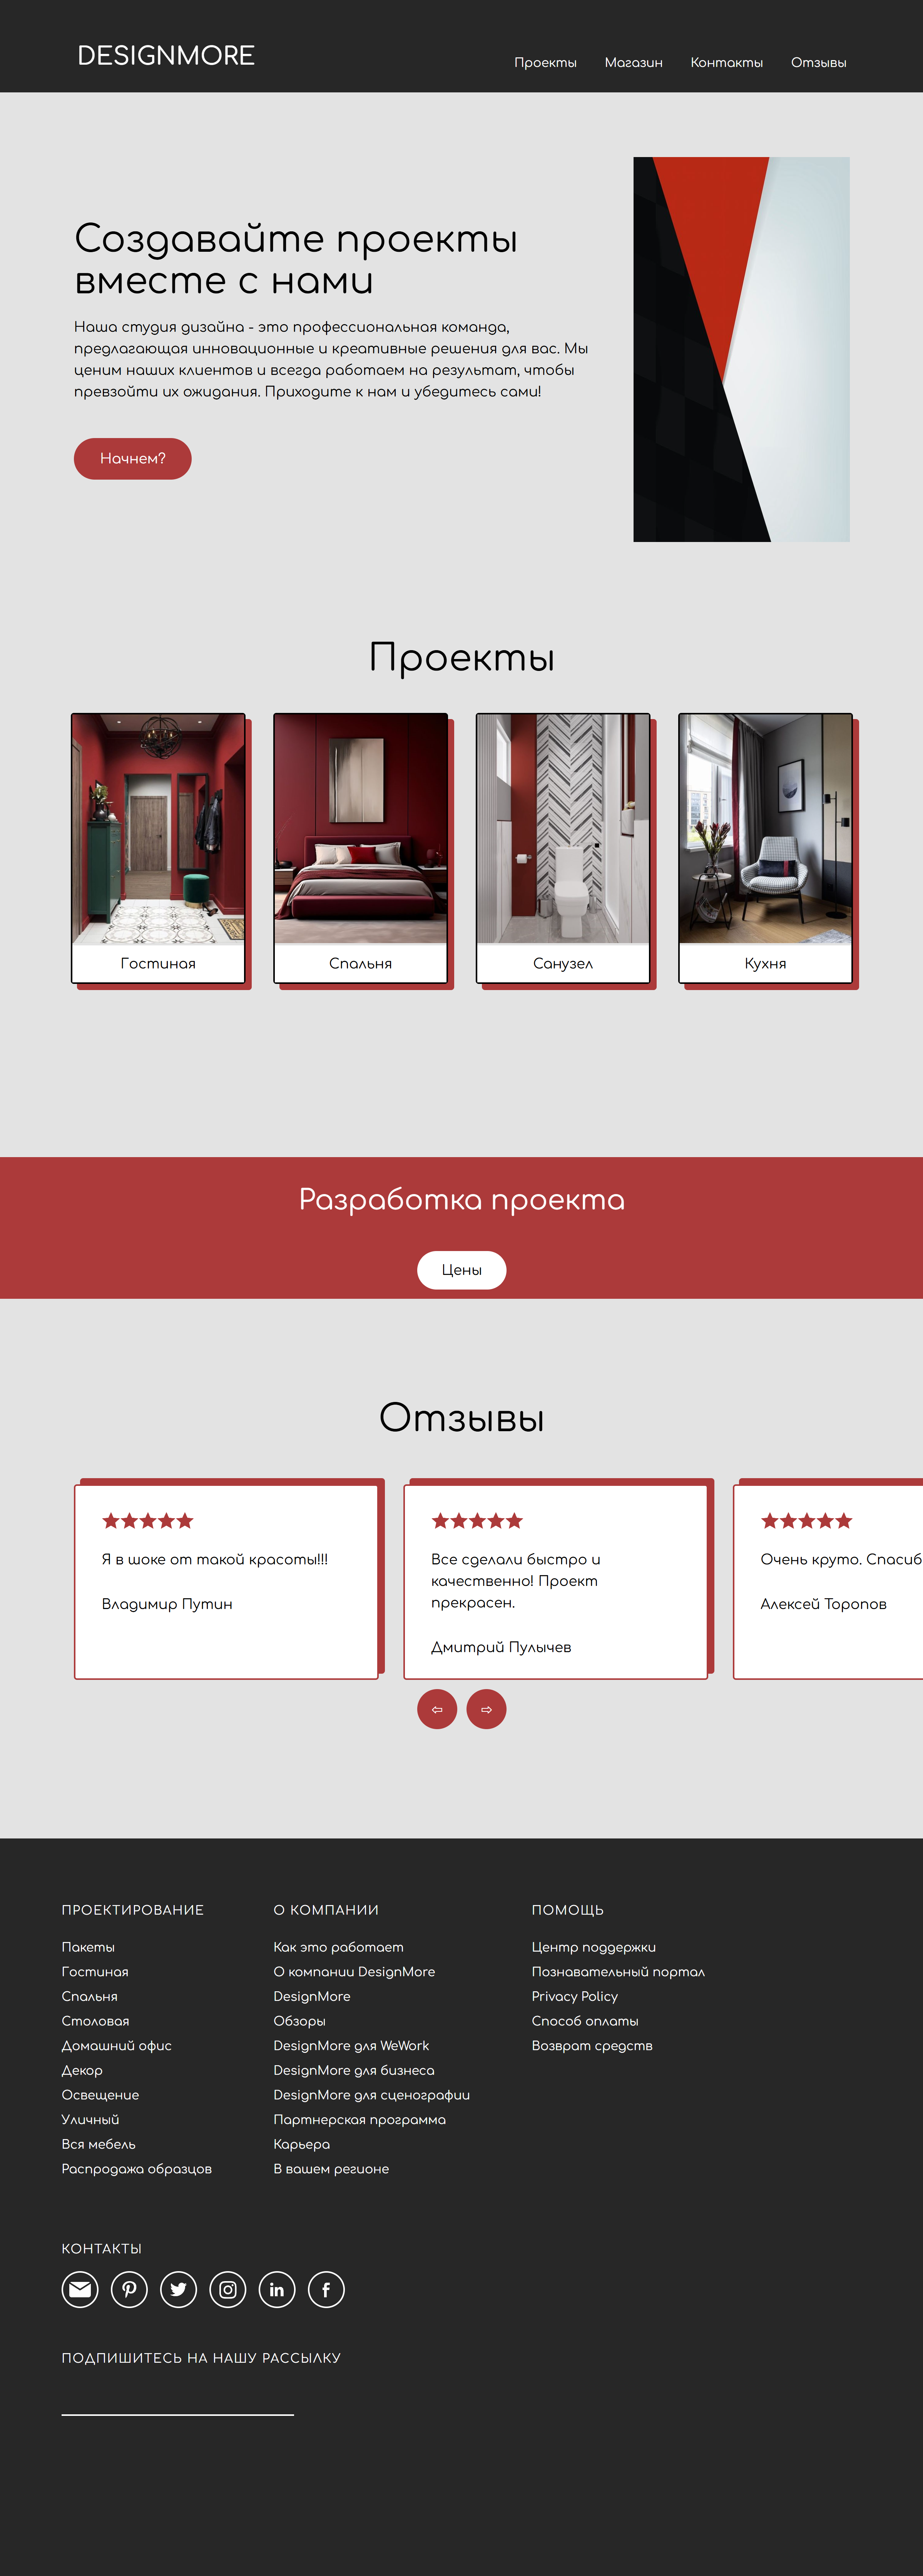 DESIGNMORE
Проекты Магазин Контакты Отзывы
Создавайте проекты
вместе с нами
Наша студия дизайна - это профессиональная команда,
предлагающая инновационные и креативные решения для вас. Мы
ценим наших клиентов и всегда работаем на результат, чтобы
превзойти их ожидания. Приходите к нам и убедитесь сами!
Начнем?
Проекты
Гостиная
Спальня
Санузел
Кухня
Разработка проекта
Цены
Отзывы
Я в шоке от такой красоты!!!
Владимир Путин
Все сделали быстро и
качественно! Проект
прекрасен.
Дмитрий Пулычев
Очень круто. Спасиб
Алексей Торопов
ПРОЕКТИРОВАНИЕ
Пакеты
Гостиная
Спальня
Столовая
Домашний офис
Декор
Освещение
Уличный
Вся мебель
Распродажа образцов
О КОМПАНИИ
Как это работает
О компании DesignMore
DesignMore
Обзоры
DesignMore для WeWork
DesignMore для бизнеса
DesignMore для сценографии
Партнерская программа
Карьера
В вашем регионе
ПОМОЩЬ
Центр поддержки
Познавательный портал
Privacy Policy
Способ оплаты
Возврат средств
КОНТАКТЫ
ПОДПИШИТЕСЬ НА НАШУ РАССЫЛКУ